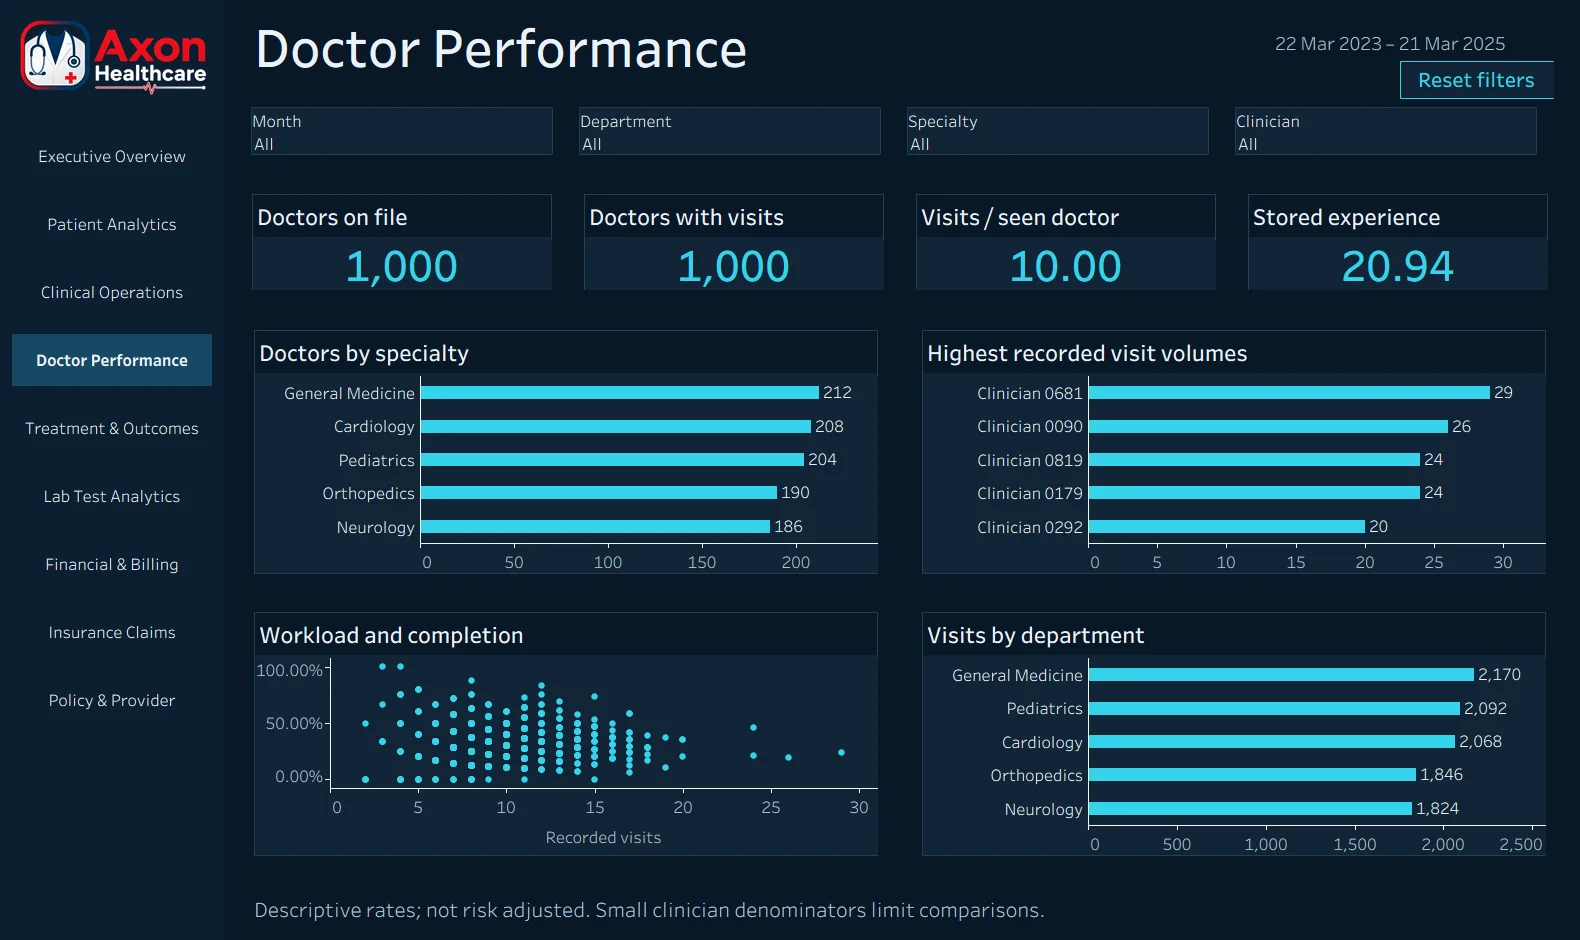 Axon
Healthcare
Executive Overview
Patient Analytics
Clinical Operations
Doctor Performance
Treatment & Outcomes
Lab Test Analytics
Financial & Billing
Insurance Claims
Policy & Provider
Doctor Performance
22 Mar 2023 – 21 Mar 2025
Reset filters
Month
All
Department
All
Specialty
All
Clinician
All
Doctors on file
1,000
Doctors with visits
1,000
Visits / seen doctor
10.00
Stored experience
20.94
Doctors by specialty
General Medicine 212
Cardiology 208
Pediatrics 204
Orthopedics 190
Neurology 186
0 50 100 150 200
Highest recorded visit volumes
Clinician 0681 29
Clinician 0090 26
Clinician 0819 24
Clinician 0179 24
Clinician 0292 20
0 5 10 15 20 25 30
Workload and completion
100.00%
50.00%
0.00%
0 5 10 15 20 25 30
Recorded visits
Visits by department
General Medicine 2,170
Pediatrics 2,092
Cardiology 2,068
Orthopedics 1,846
Neurology 1,824
0 500 1,000 1,500 2,000 2,500
Descriptive rates; not risk adjusted. Small clinician denominators limit comparisons.